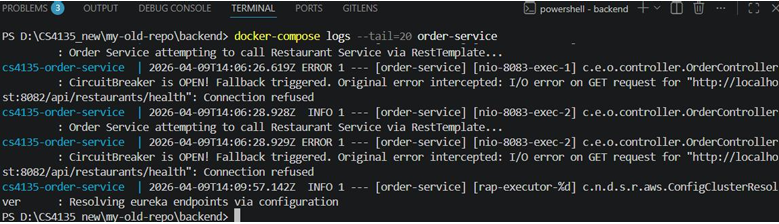 PROBLEMS 3 DEBUG CONSOLE TERMINAL PORTS GITLENS powershell - backend
PS D:\CS4135_new\my-old-repo\backend> docker-compose logs --tail=20 order-service
: Order Service attempting to call Restaurant Service via RestTemplate...
cs4135-order-service | 2026-04-09T14:06:26.619Z ERROR 1 --- [order-service] [nio-8083-exec-1] c.e.o.controller.OrderController
: CircuitBreaker is OPEN! Fallback triggered. Original error intercepted: I/O error on GET request for "http://localho
st:8082/api/restaurants/health": Connection refused
cs4135-order-service | 2026-04-09T14:06:28.928Z INFO 1 --- [order-service] [nio-8083-exec-2] c.e.o.controller.OrderController
: Order Service attempting to call Restaurant Service via RestTemplate...
cs4135-order-service | 2026-04-09T14:06:28.929Z ERROR 1 --- [order-service] [nio-8083-exec-2] c.e.o.controller.OrderController
: CircuitBreaker is OPEN! Fallback triggered. Original error intercepted: I/O error on GET request for "http://localho
st:8082/api/restaurants/health": Connection refused
cs4135-order-service | 2026-04-09T14:09:57.142Z INFO 1 --- [order-service] [rap-executor-%d] c.n.d.s.r.aws.ConfigClusterResol
ver : Resolving eureka endpoints via configuration
PS D:\CS4135_new\my-old-repo\backend>